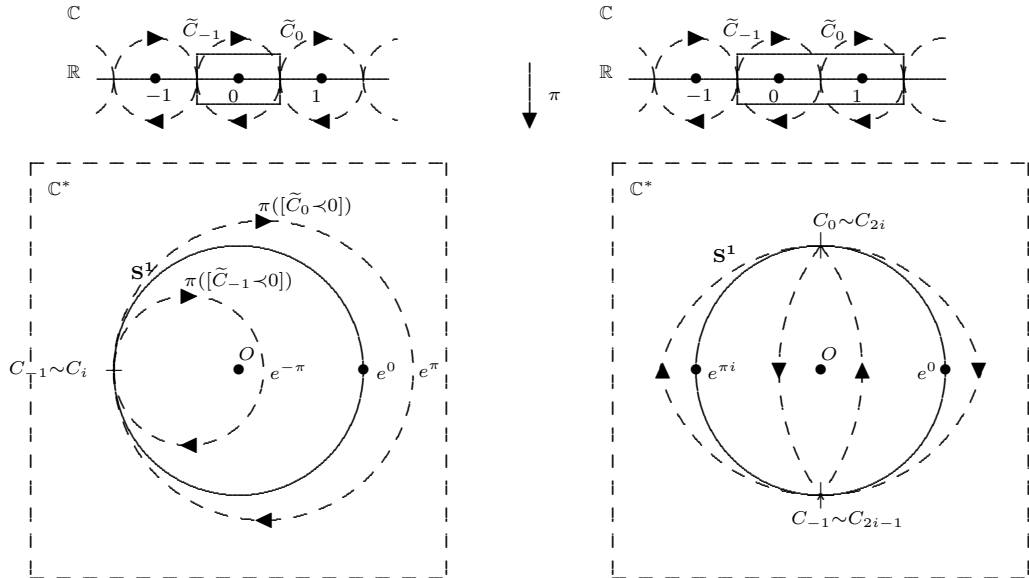 ℂ
C̃₋₁ C̃₀
ℝ
−1 0 1
π
ℂ
C̃₋₁ C̃₀
ℝ
−1 0 1
ℂ*
π([C̃₀≺0])
S¹
π([C̃₋₁≺0])
C₋₁∼Cᵢ
O
e^{−π}
e⁰
e^{π}
ℂ*
C₀∼C₂ᵢ
S¹
e^{πi}
O
e⁰
C₋₁∼C₂ᵢ₋₁